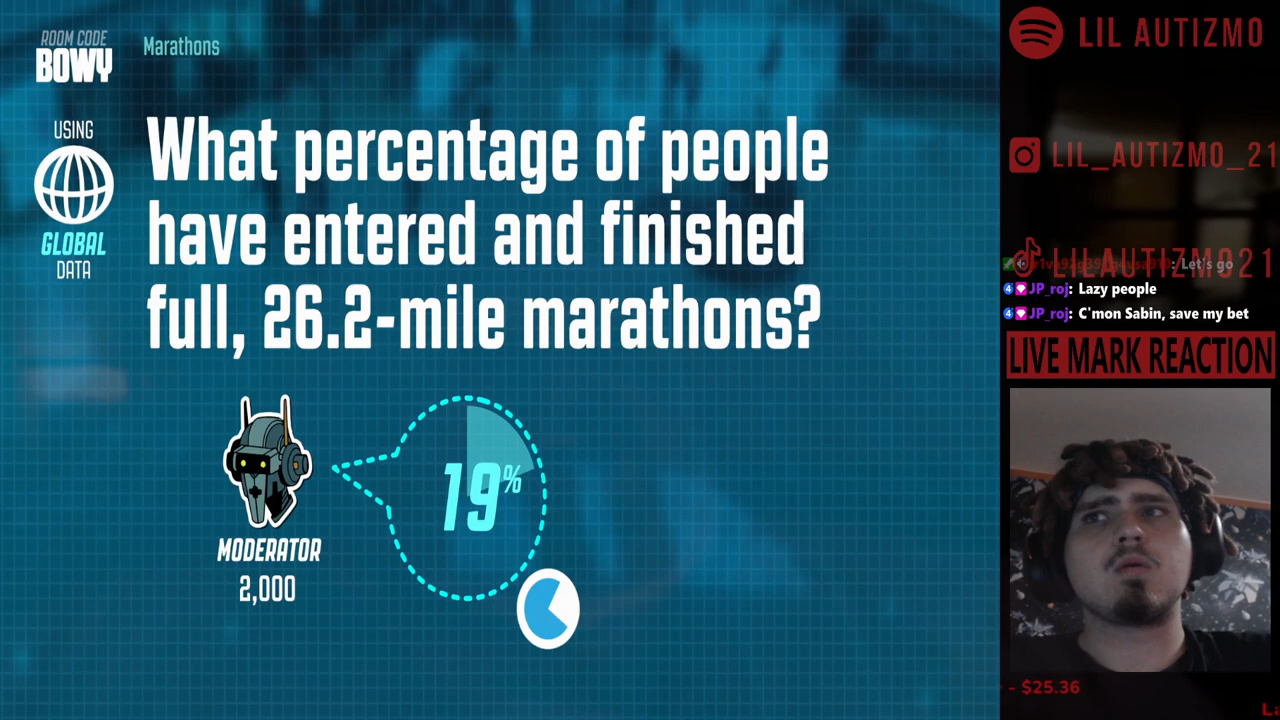 ROOM CODE
BOWY
Marathons
USING
GLOBAL
DATA
What percentage of people
have entered and finished
full, 26.2-mile marathons?
19%
MODERATOR
2,000
LIL AUTIZMO
LIL_AUTIZMO_21
LILAUTIZMO21
: Let's go
JP_roj: Lazy people
JP_roj: C'mon Sabin, save my bet
LIVE MARK REACTION
- $25.36